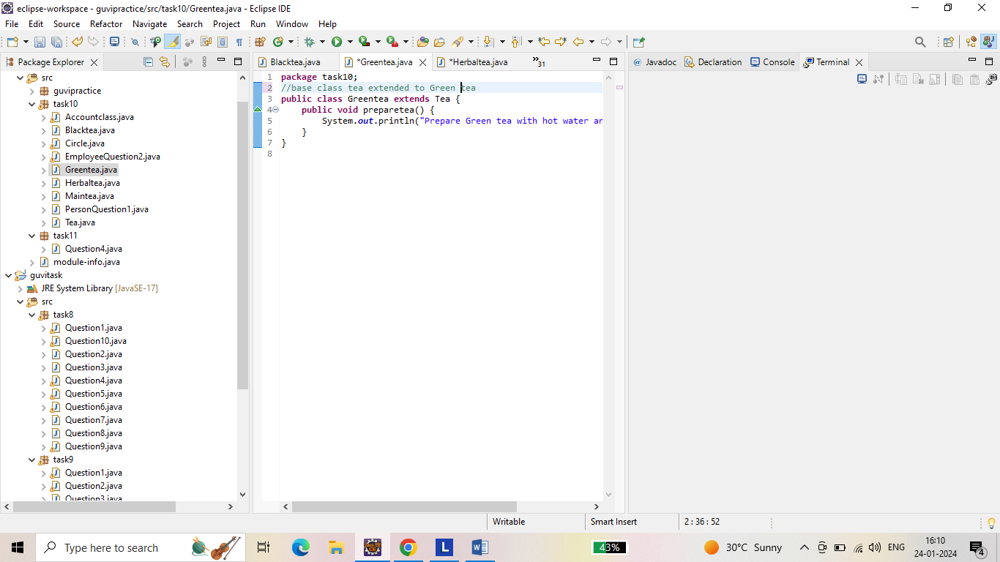 eclipse-workspace - guvipractice/src/task10/Greentea.java - Eclipse IDE
File Edit Source Refactor Navigate Search Project Run Window Help
Package Explorer
src
guvipractice
task10
Accountclass.java
Blacktea.java
Circle.java
EmployeeQuestion2.java
Greentea.java
Herbaltea.java
Maintea.java
PersonQuestion1.java
Tea.java
task11
Question4.java
module-info.java
guvitask
JRE System Library [JavaSE-17]
src
task8
Question1.java
Question10.java
Question2.java
Question3.java
Question4.java
Question5.java
Question6.java
Question7.java
Question8.java
Question9.java
task9
Question1.java
Question2.java
Question3.java
Blacktea.java *Greentea.java *Herbaltea.java »31
1 package task10;
2 //base class tea extended to Green tea
3 public class Greentea extends Tea {
4 public void preparetea() {
5 System.out.println("Prepare Green tea with hot water an
6 }
7 }
8
@ Javadoc Declaration Console Terminal
Writable Smart Insert 2 : 36 : 52
Type here to search
JAVA EE IDE
L
W
43%
30°C Sunny
ENG
16:10
24-01-2024
4